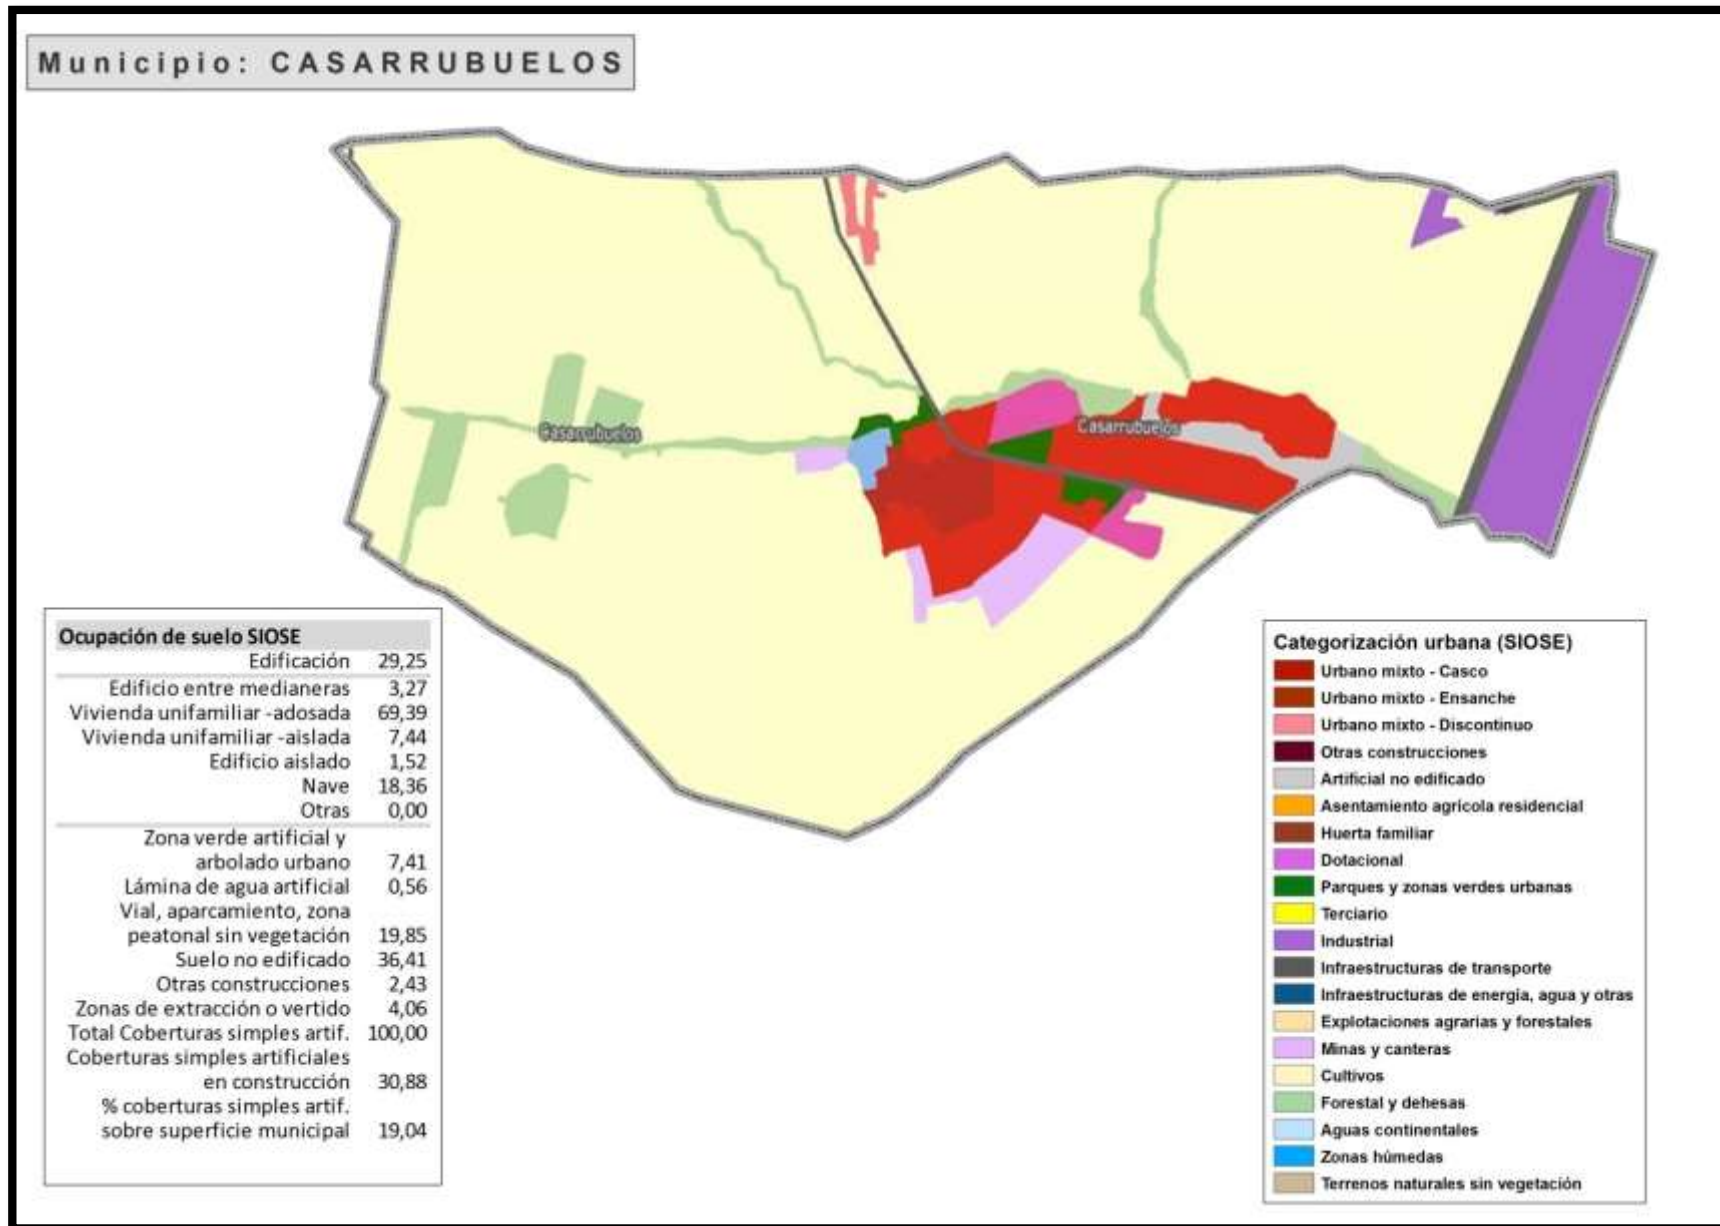 Municipio: CASARRUBUELOS
Casarrubuelos
Casarrubuelos
Ocupación de suelo SIOSE
Edificación 29,25
Edificio entre medianeras 3,27
Vivienda unifamiliar -adosada 69,39
Vivienda unifamiliar -aislada 7,44
Edificio aislado 1,52
Nave 18,36
Otras 0,00
Zona verde artificial y
arbolado urbano 7,41
Lámina de agua artificial 0,56
Vial, aparcamiento, zona
peatonal sin vegetación 19,85
Suelo no edificado 36,41
Otras construcciones 2,43
Zonas de extracción o vertido 4,06
Total Coberturas simples artif. 100,00
Coberturas simples artificiales
en construcción 30,88
% coberturas simples artif.
sobre superficie municipal 19,04
Categorización urbana (SIOSE)
Urbano mixto - Casco
Urbano mixto - Ensanche
Urbano mixto - Discontinuo
Otras construcciones
Artificial no edificado
Asentamiento agrícola residencial
Huerta familiar
Dotacional
Parques y zonas verdes urbanas
Terciario
Industrial
Infraestructuras de transporte
Infraestructuras de energía, agua y otras
Explotaciones agrarias y forestales
Minas y canteras
Cultivos
Forestal y dehesas
Aguas continentales
Zonas húmedas
Terrenos naturales sin vegetación